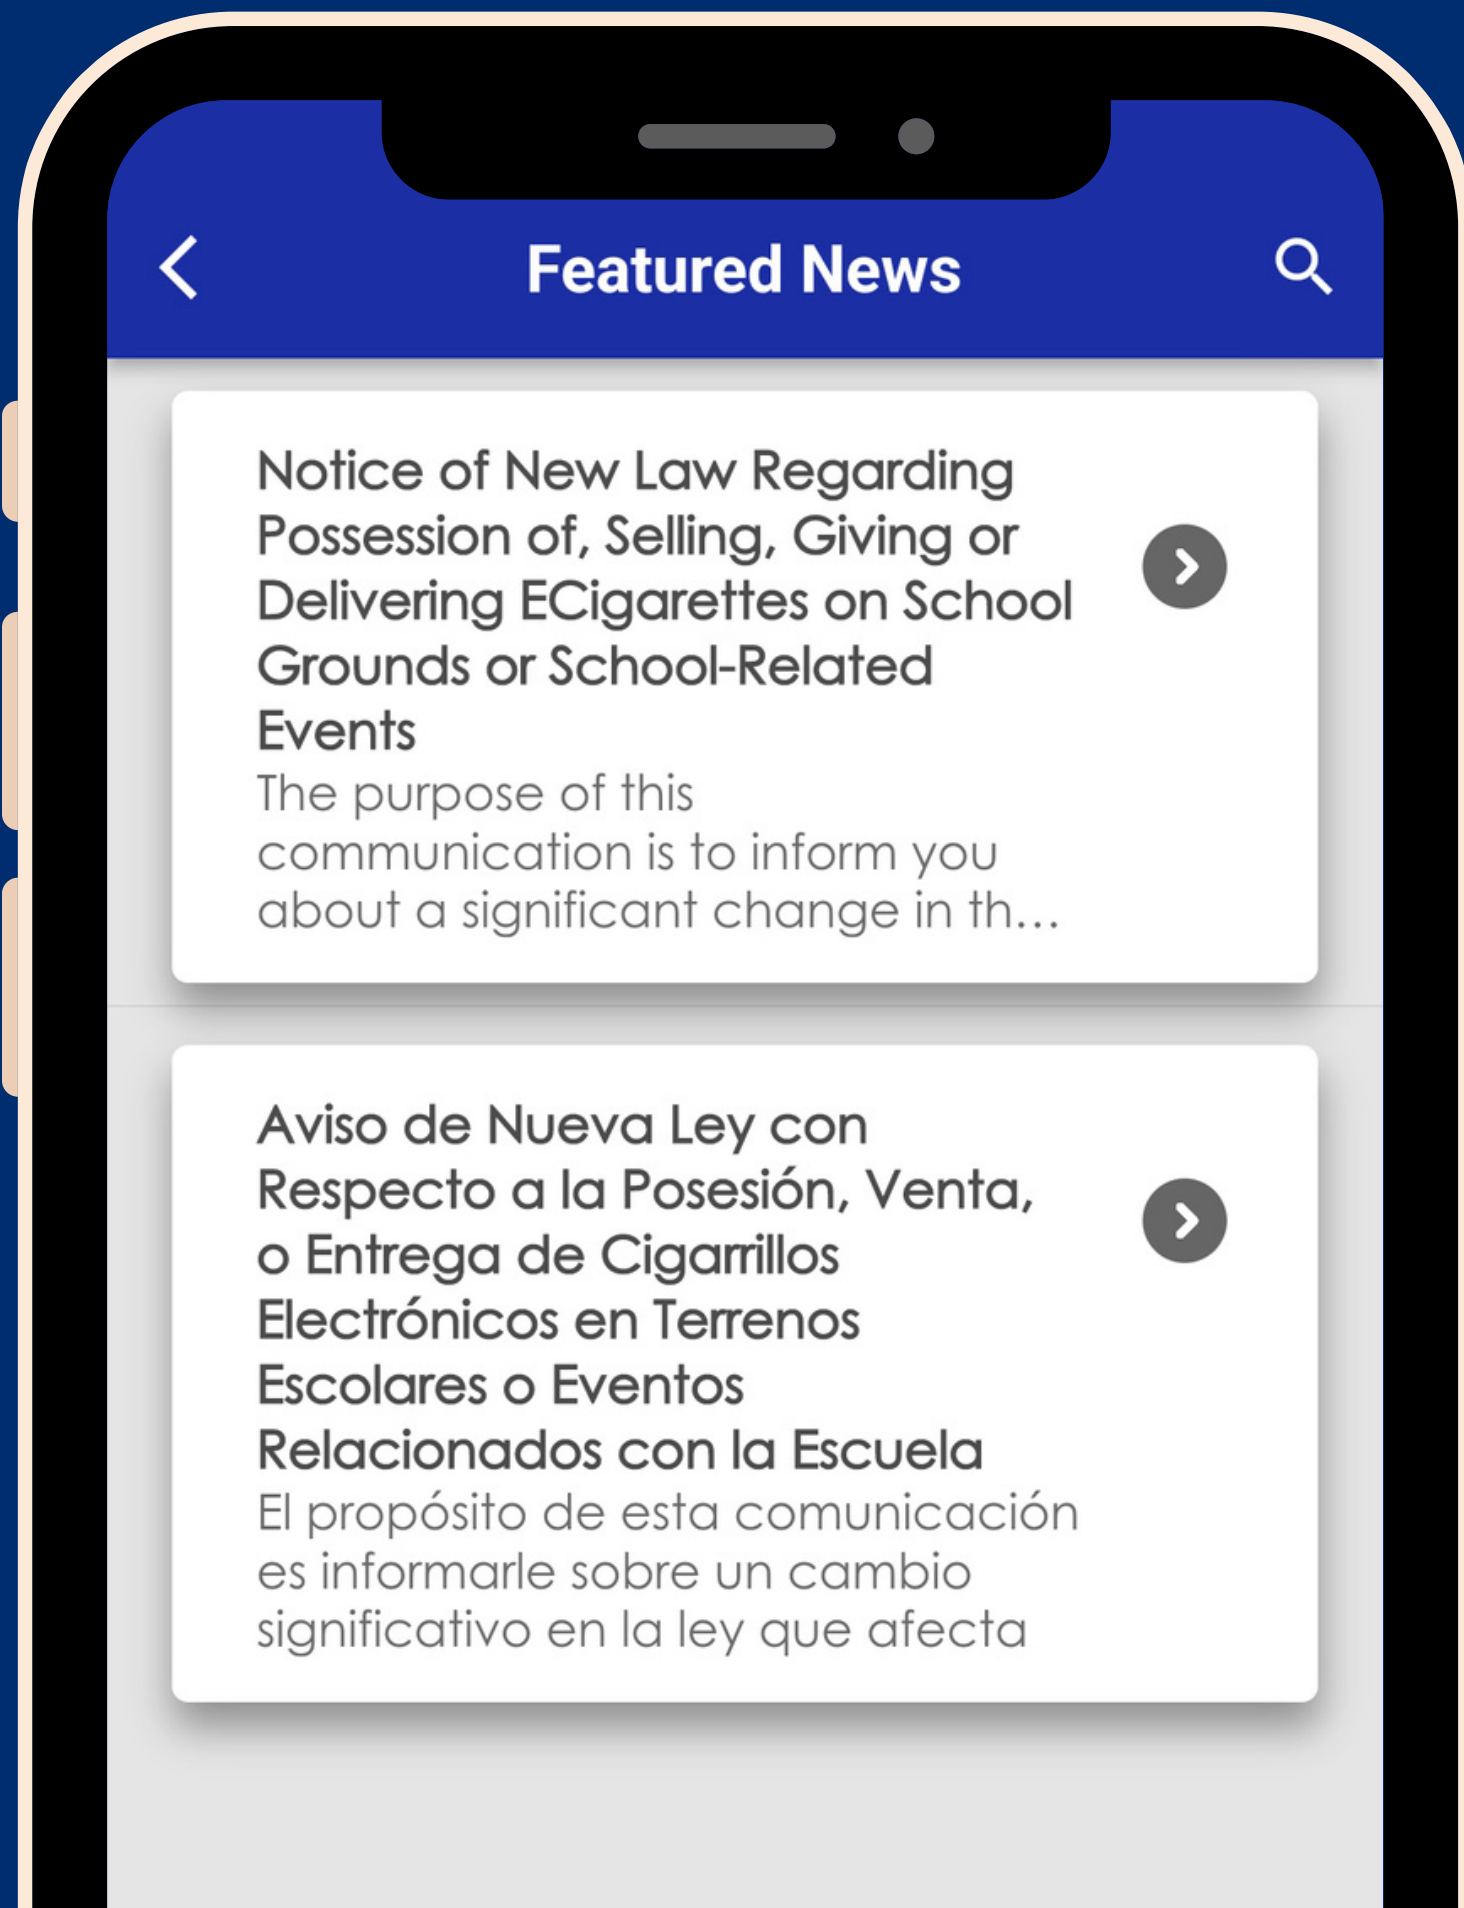 Featured News
Notice of New Law Regarding
Possession of, Selling, Giving or
Delivering ECigarettes on School
Grounds or School-Related
Events
The purpose of this
communication is to inform you
about a significant change in th...
Aviso de Nueva Ley con
Respecto a la Posesión, Venta,
o Entrega de Cigarrillos
Electrónicos en Terrenos
Escolares o Eventos
Relacionados con la Escuela
El propósito de esta comunicación
es informarle sobre un cambio
significativo en la ley que afecta